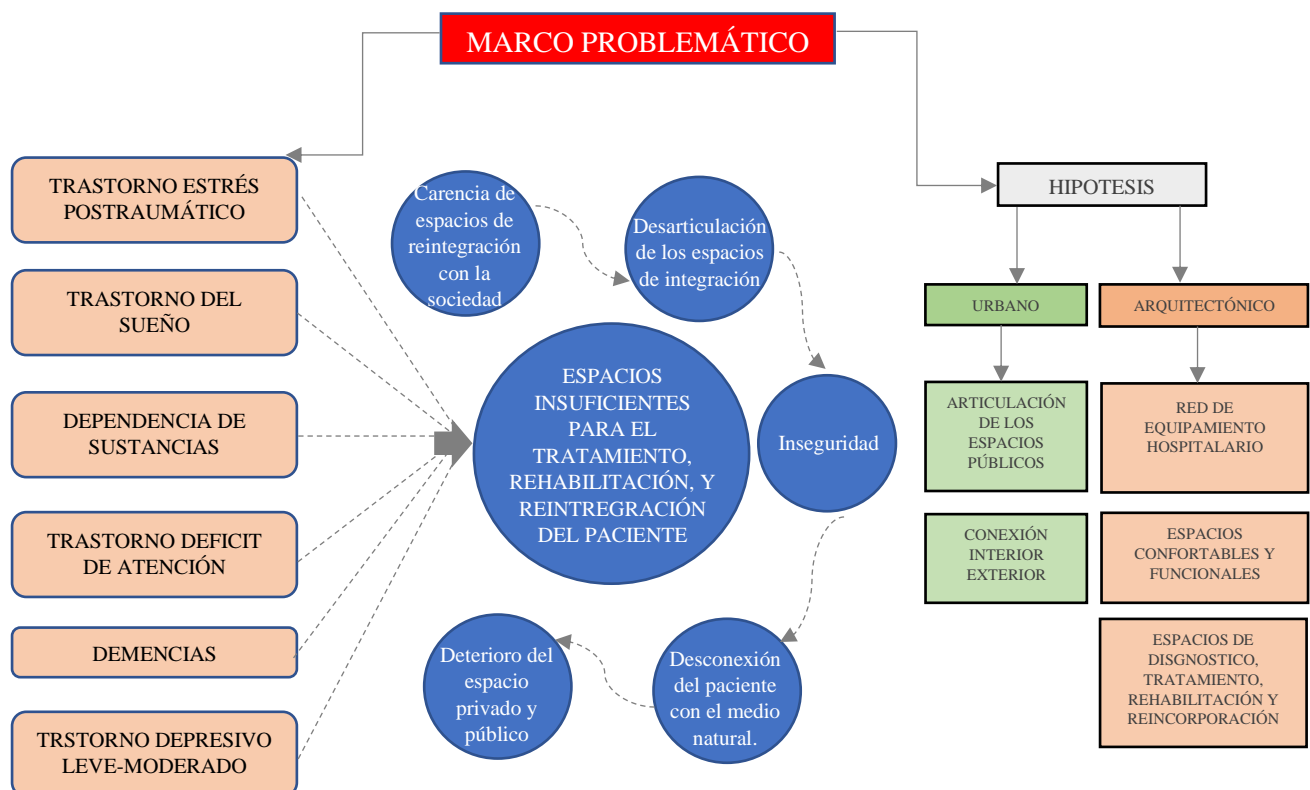 MARCO PROBLEMÁTICO
TRASTORNO ESTRÉS
POSTRAUMÁTICO
TRASTORNO DEL
SUEÑO
DEPENDENCIA DE
SUSTANCIAS
TRASTORNO DEFICIT
DE ATENCIÓN
DEMENCIAS
TRSTORNO DEPRESIVO
LEVE-MODERADO
Carencia de
espacios de
reintegración
con la
sociedad
Desarticulación
de los espacios
de integración
Inseguridad
Desconexión
del paciente
con el medio
natural.
Deterioro del
espacio
privado y
público
ESPACIOS
INSUFICIENTES
PARA EL
TRATAMIENTO,
REHABILITACIÓN, Y
REINTREGRACIÓN
DEL PACIENTE
HIPOTESIS
URBANO
ARTICULACIÓN
DE LOS
ESPACIOS
PÚBLICOS
CONEXIÓN
INTERIOR
EXTERIOR
ARQUITECTÓNICO
RED DE
EQUIPAMIENTO
HOSPITALARIO
ESPACIOS
CONFORTABLES Y
FUNCIONALES
ESPACIOS DE
DISGNOSTICO,
TRATAMIENTO,
REHABILITACIÓN Y
REINCORPORACIÓN